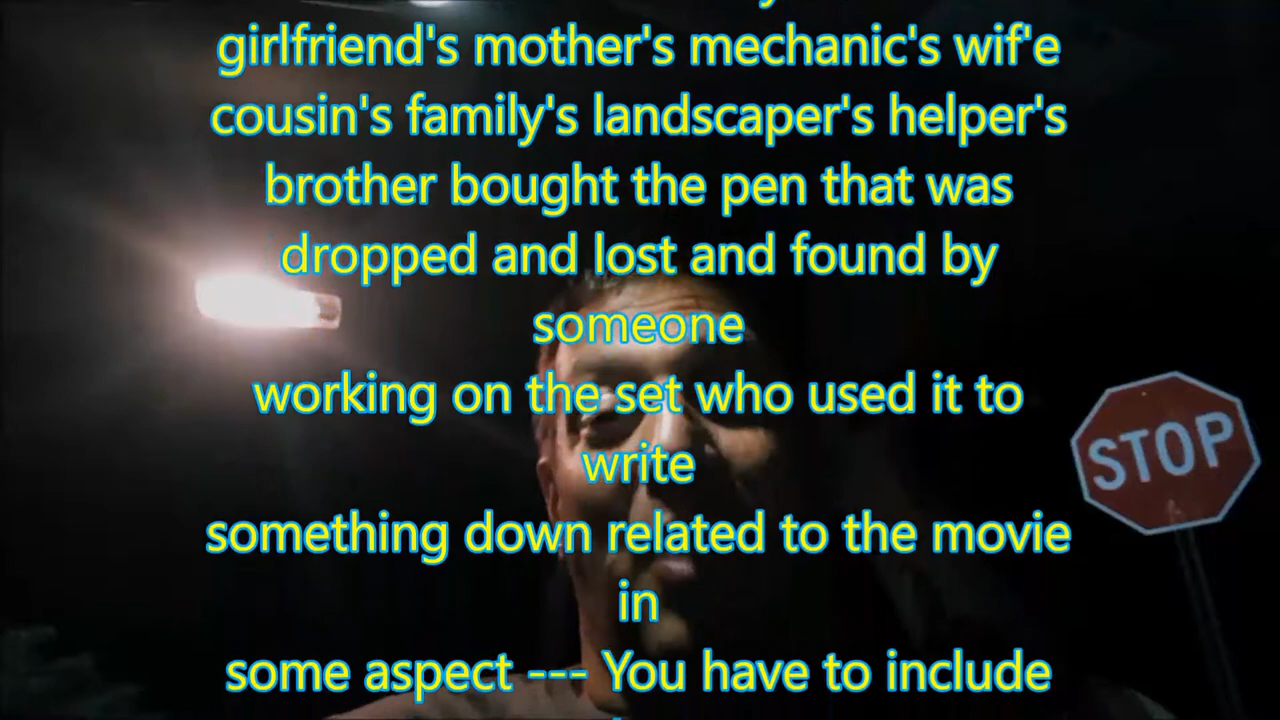 girlfriend's mother's mechanic's wif'e
cousin's family's landscaper's helper's
brother bought the pen that was
dropped and lost and found by
someone
working on the set who used it to
write
something down related to the movie
in
some aspect --- You have to include
STOP